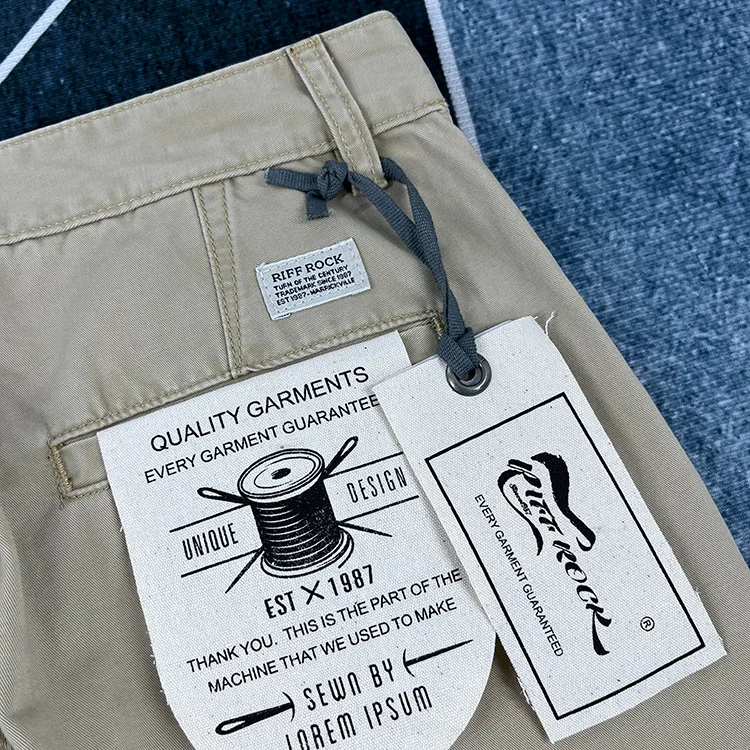 RIFF ROCK
TURN OF THE CENTURY
TRADEMARK SINCE 1987
EST 1987-MARRICKVILLE
QUALITY GARMENTS
EVERY GARMENT GUARANTEE
UNIQUE DESIGN
EST X 1987
THANK YOU. THIS IS THE PART OF THE
MACHINE THAT WE USED TO MAKE
SEWN BY
LOREM IPSUM
RIFF ROCK
Since1987
EVERY GARMENT GUARANTEED
®